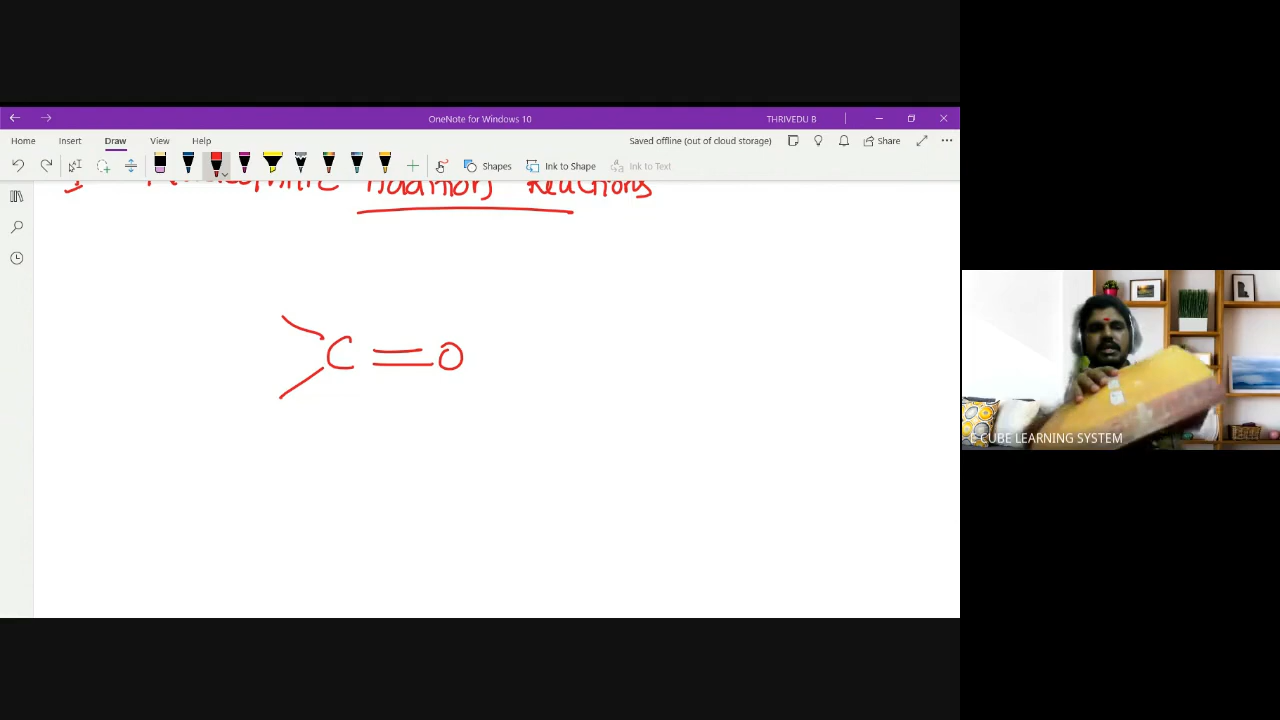 OneNote for Windows 10
THRIVEDU B
Home Insert Draw View Help
Saved offline (out of cloud storage)
Share
Shapes
Ink to Shape
Ink to Text
Addition Reactions
C = O
E CUBE LEARNING SYSTEM